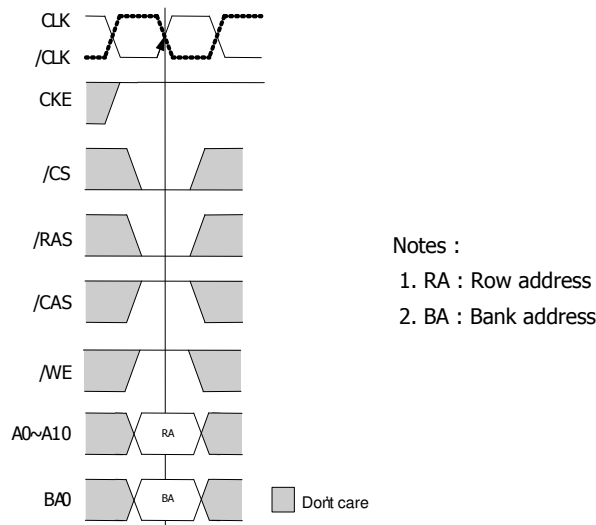 CLK
/CLK
CKE
/CS
/RAS
/CAS
/WE
A0~A10
RA
BA0
BA
Don't care
Notes :
1. RA : Row address
2. BA : Bank address